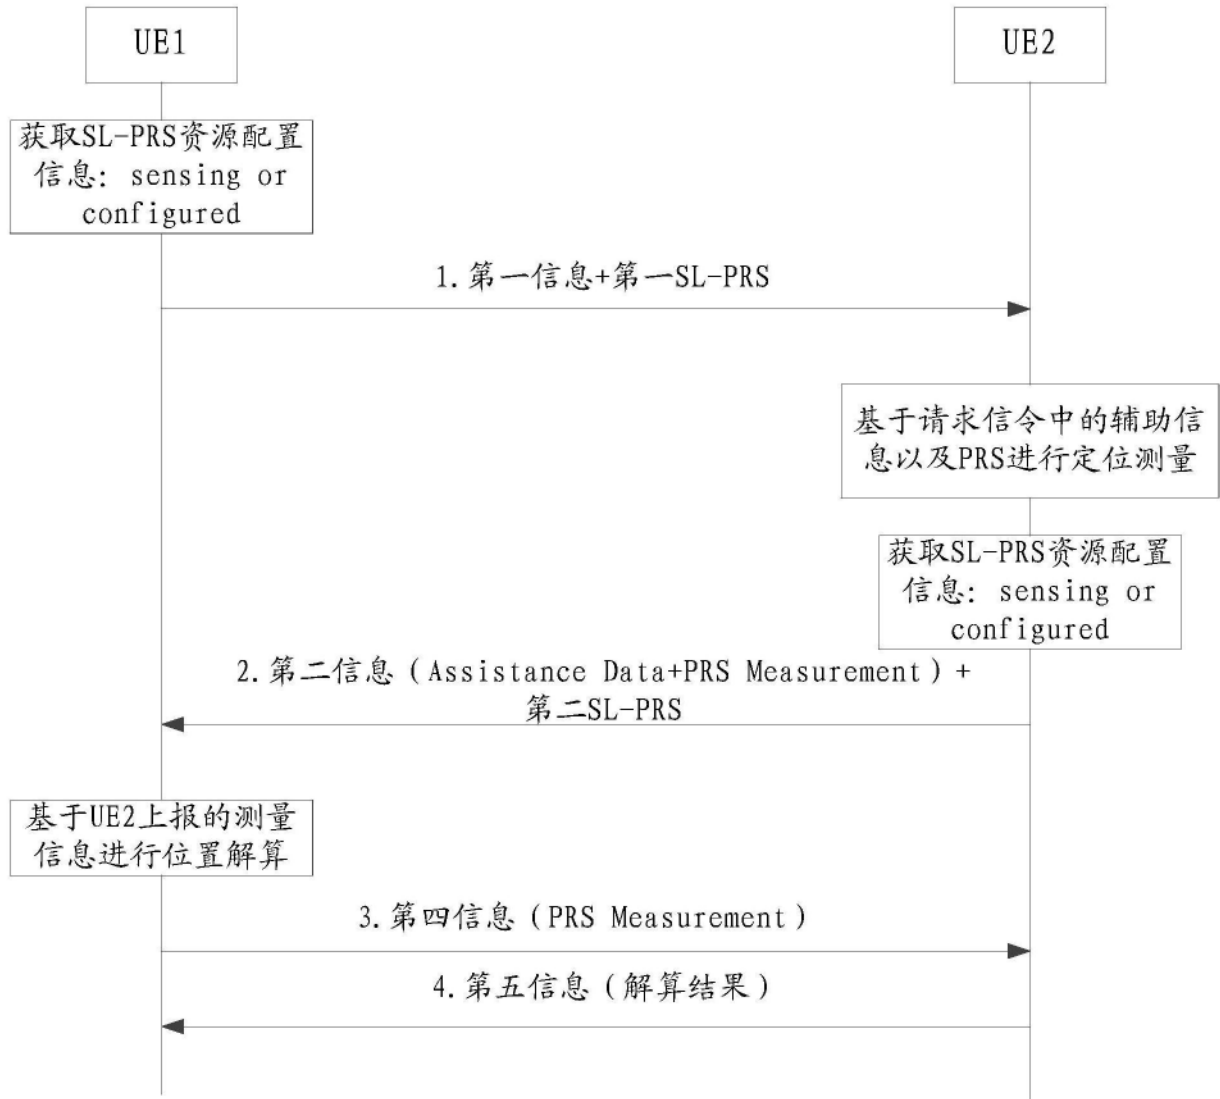 UE1
UE2
获取SL-PRS资源配置
信息: sensing or
configured
1.第一信息+第一SL-PRS
基于请求信令中的辅助信
息以及PRS进行定位测量
获取SL-PRS资源配置
信息: sensing or
configured
2.第二信息（Assistance Data+PRS Measurement）+
第二SL-PRS
基于UE2上报的测量
信息进行位置解算
3.第四信息（PRS Measurement）
4.第五信息（解算结果）